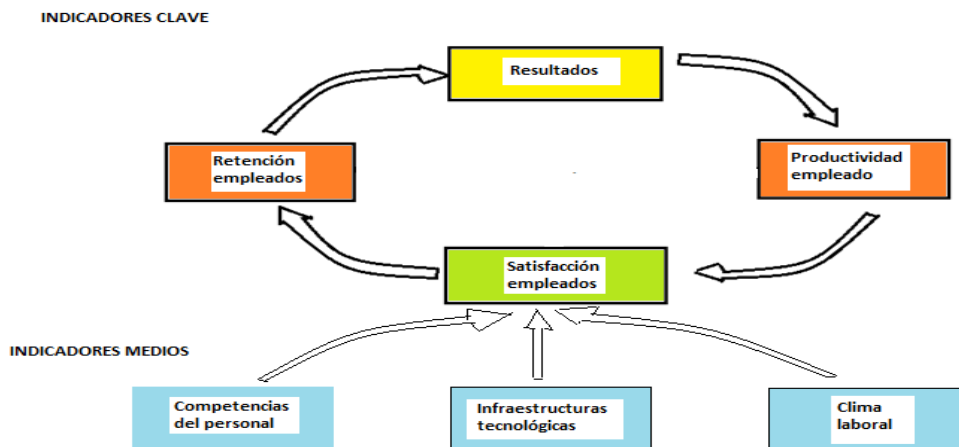 INDICADORES CLAVE
Resultados
Retención
empleados
Productividad
empleado
Satisfacción
empleados
INDICADORES MEDIOS
Competencias
del personal
Infraestructuras
tecnológicas
Clima
laboral